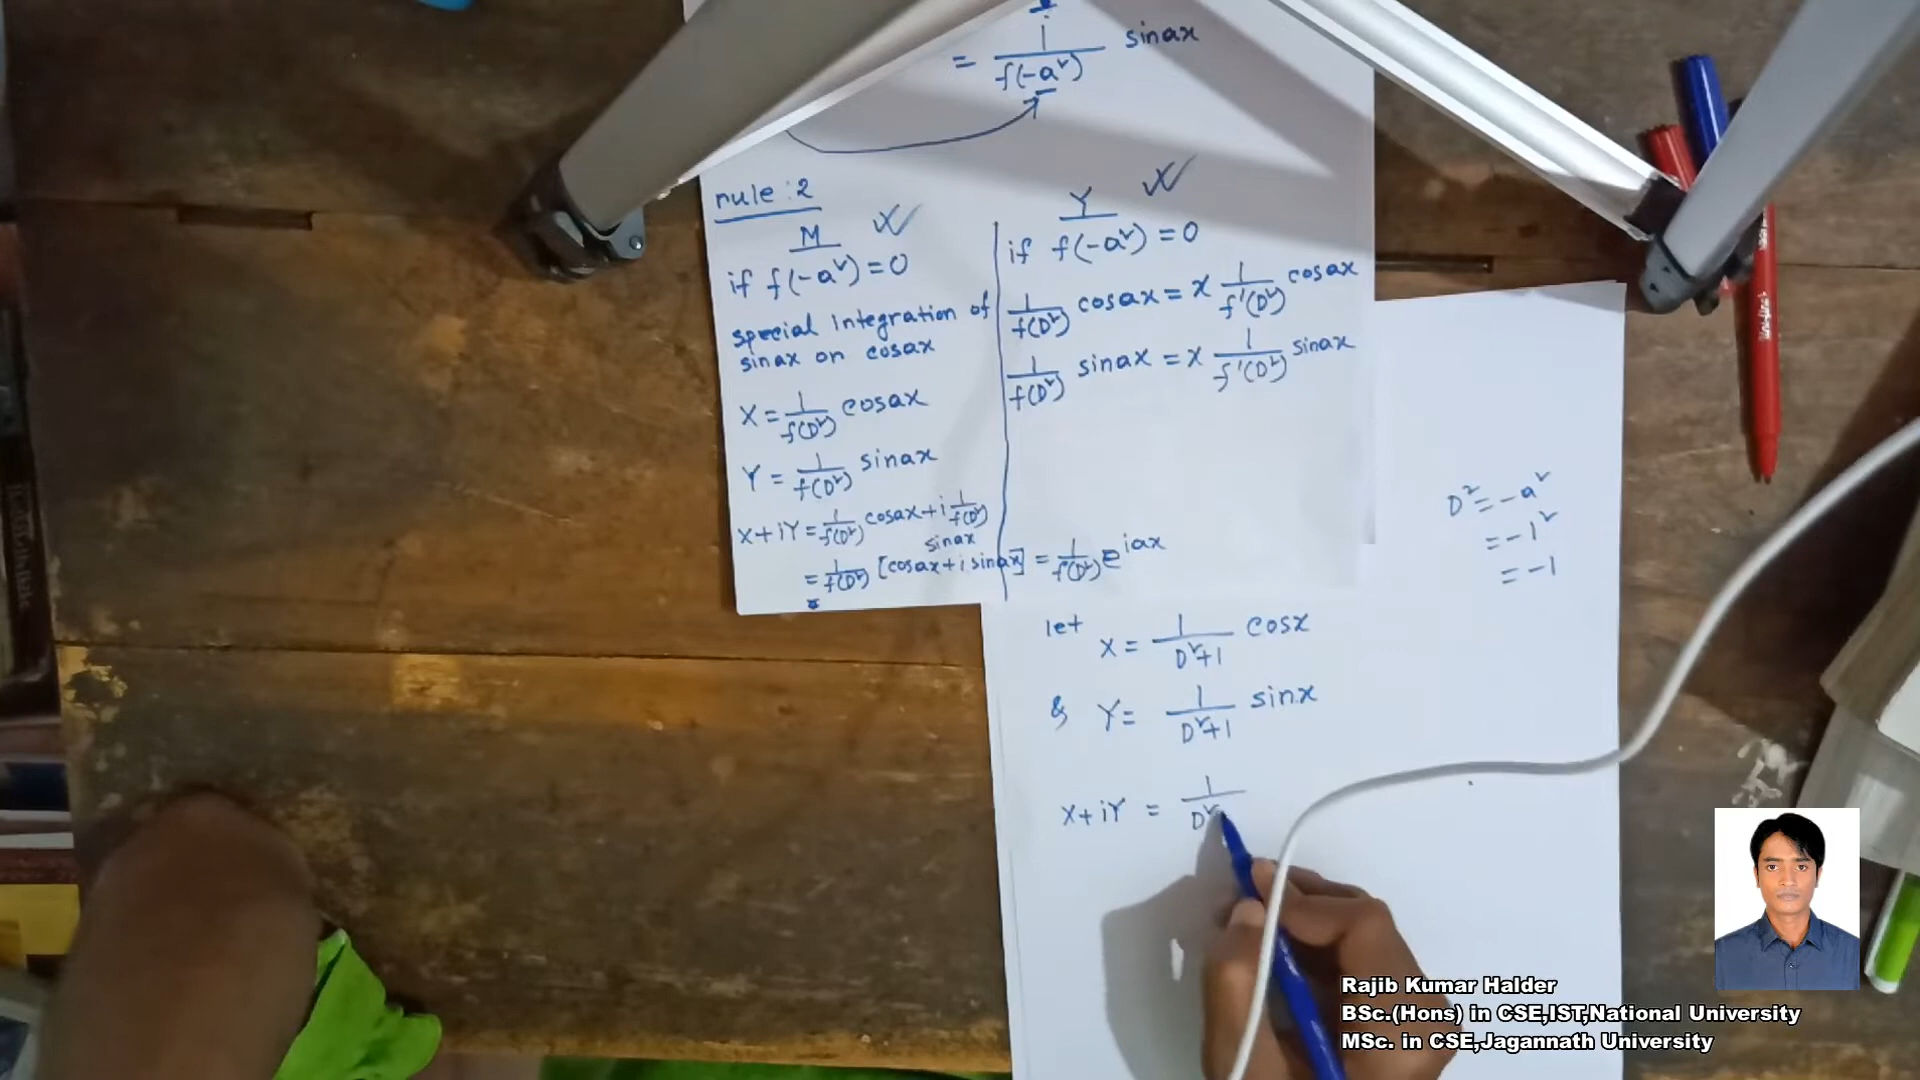 = 1/f(-a²) sinax
rule : 2
M
if f(-a²) = 0
special integration of
sinax or cosax
X = 1/f(D²) cosax
Y = 1/f(D²) sinax
X + iY = 1/f(D²) cosax + i 1/f(D²)
sinax
= 1/f(D²) [cosax + i sinax] = 1/f(D²) e^iax
Y
if f(-a²) = 0
1/f(D²) cosax = x 1/f'(D²) cosax
1/f(D²) sinax = x 1/f'(D²) sinax
D² = -a²
= -1²
= -1
let X = 1/D²+1 cosx
& Y = 1/D²+1 sinx
X + iY = 1/D²
Rajib Kumar Halder
BSc.(Hons) in CSE,IST,National University
MSc. in CSE,Jagannath University